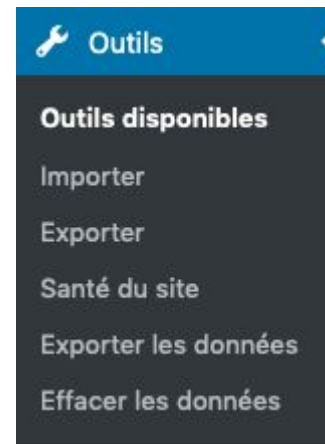 Outils
Outils disponibles
Importer
Exporter
Santé du site
Exporter les données
Effacer les données